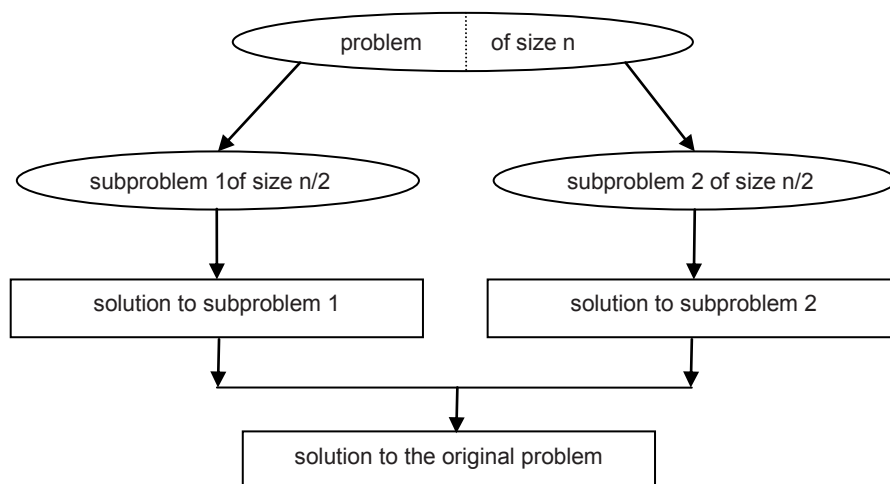 problem of size n
subproblem 1of size n/2
subproblem 2 of size n/2
solution to subproblem 1
solution to subproblem 2
solution to the original problem